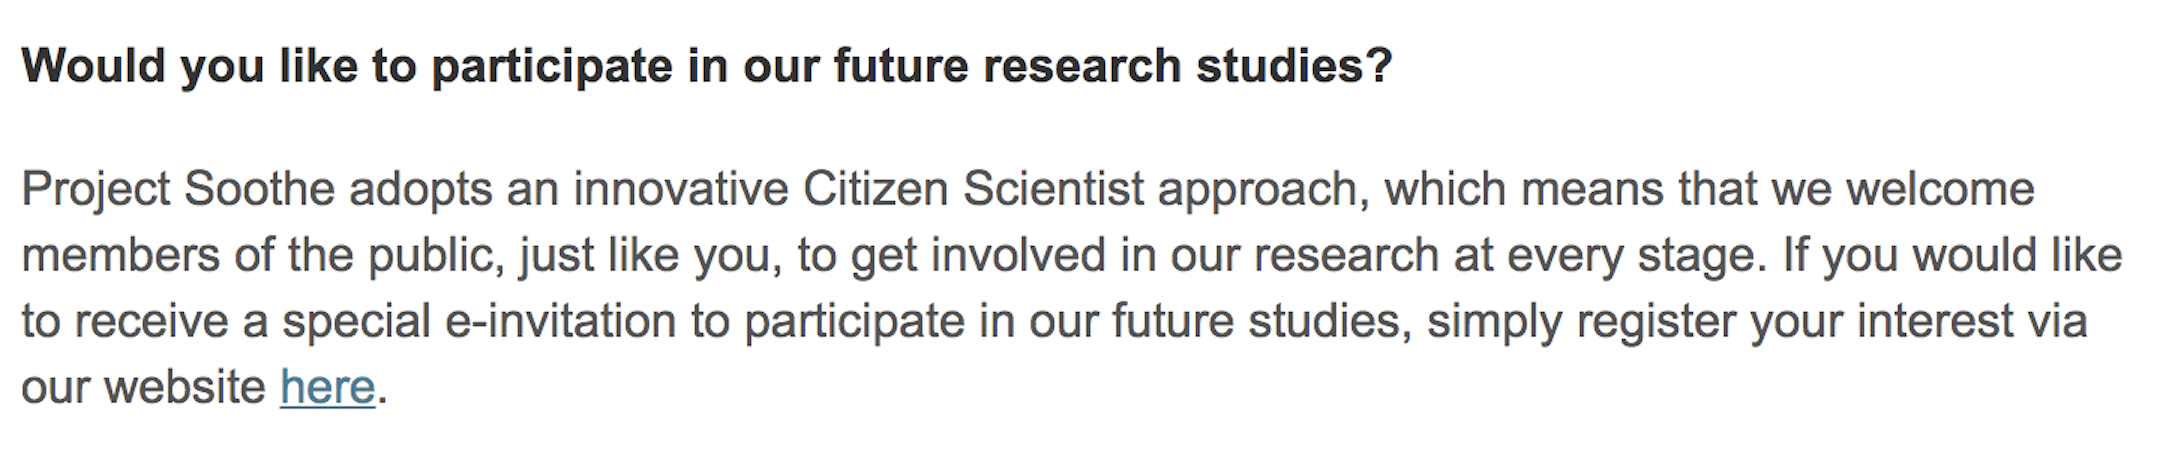 Would you like to participate in our future research studies?
Project Soothe adopts an innovative Citizen Scientist approach, which means that we welcome
members of the public, just like you, to get involved in our research at every stage. If you would like
to receive a special e-invitation to participate in our future studies, simply register your interest via
our website here.